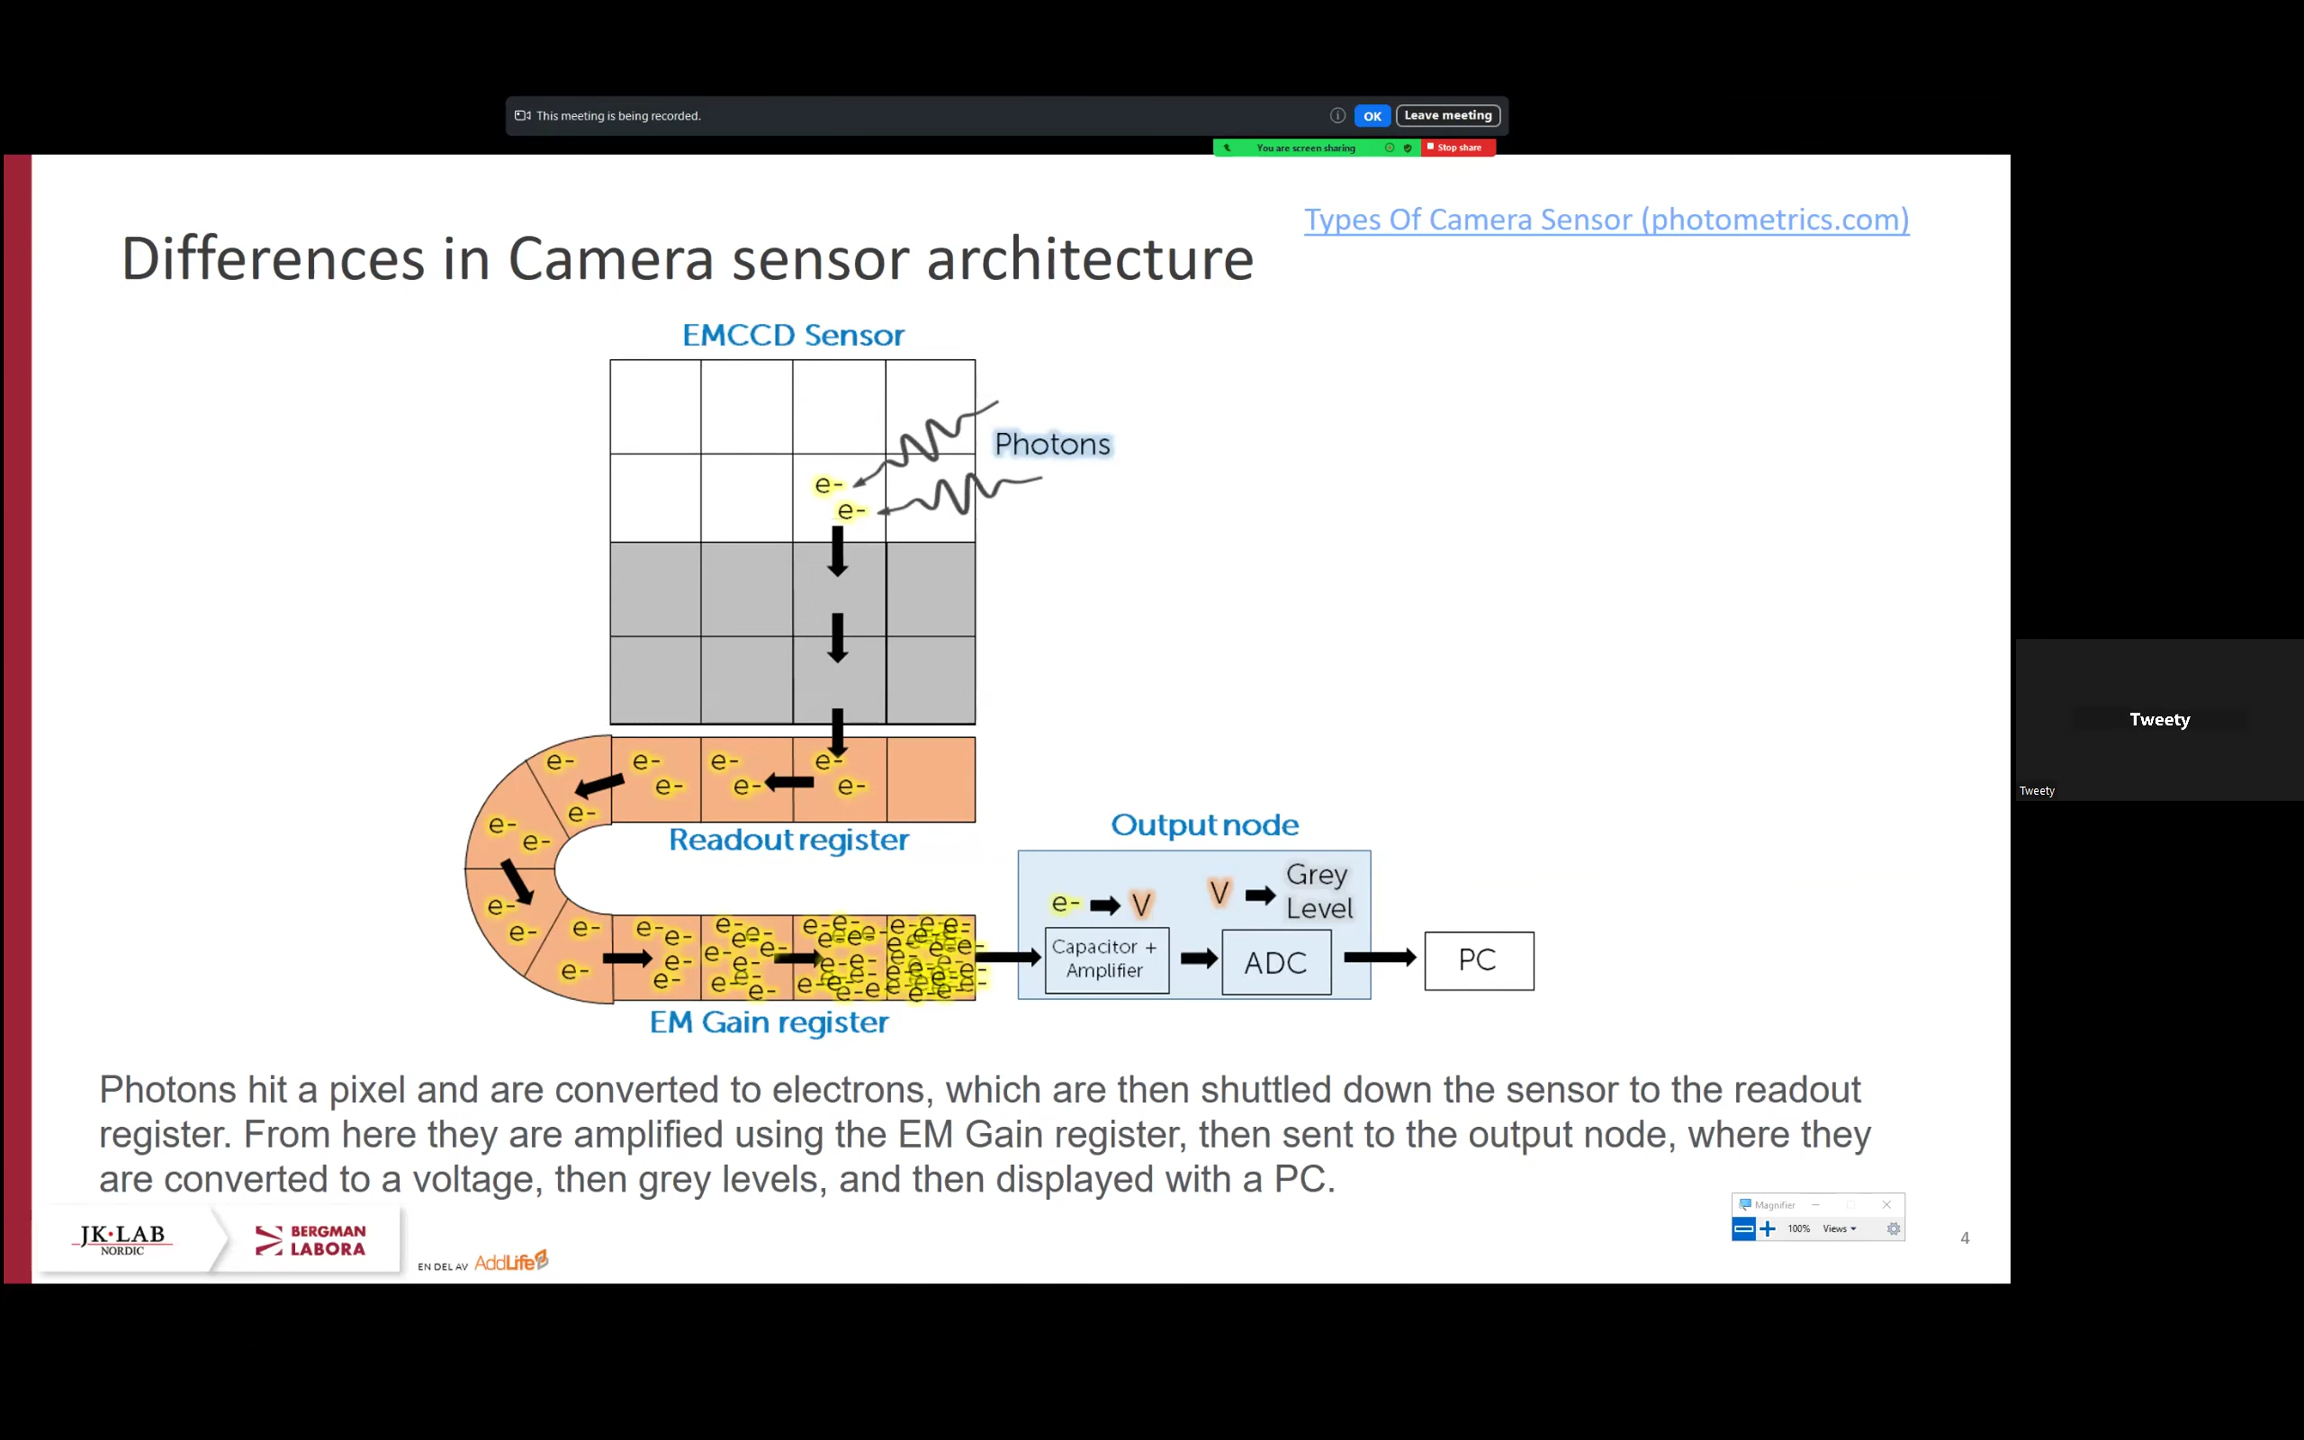 This meeting is being recorded.
OK
Leave meeting
You are screen sharing
Stop share
Types Of Camera Sensor (photometrics.com)
Differences in Camera sensor architecture
EMCCD Sensor
Photons
e-
e-
e- e- e- e-
e- e- e-
e-
e-
e-
Readout register
Output node
Grey
Level
e- V V
e-
e-
e-
e-
Capacitor +
Amplifier
ADC
PC
EM Gain register
Photons hit a pixel and are converted to electrons, which are then shuttled down the sensor to the readout
register. From here they are amplified using the EM Gain register, then sent to the output node, where they
are converted to a voltage, then grey levels, and then displayed with a PC.
JK•LAB
NORDIC
BERGMAN
LABORA
EN DEL AV AddLife
Magnifier
100% Views
4
Tweety
Tweety